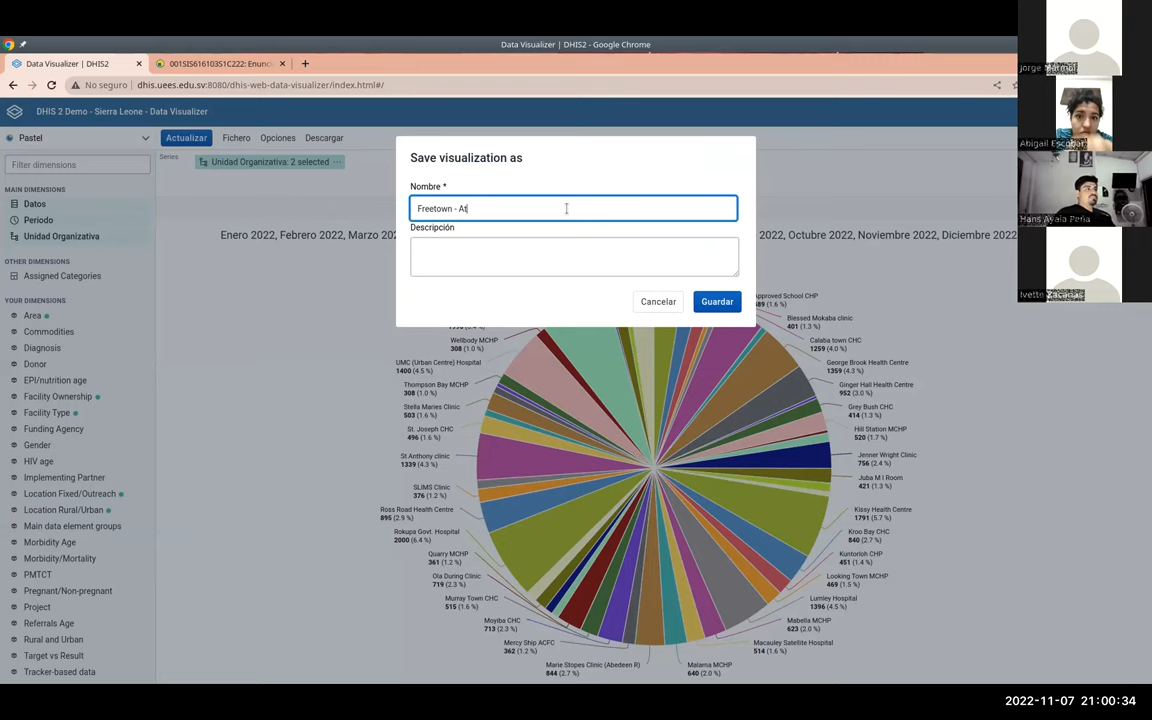 Data Visualizer | DHIS2 - Google Chrome
Data Visualizer | DHIS2
001SIS616103S1C222: Enunc
No seguro
dhis.uees.edu.sv:8080/dhis-web-data-visualizer/index.html#/
DHIS 2 Demo - Sierra Leone - Data Visualizer
Pastel
Actualizar
Fichero
Opciones
Descargar
Filter dimensions
Series
Unidad Organizativa: 2 selected
MAIN DIMENSIONS
Datos
Periodo
Unidad Organizativa
OTHER DIMENSIONS
Assigned Categories
YOUR DIMENSIONS
Area
Commodities
Diagnosis
Donor
EPI/nutrition age
Facility Ownership
Facility Type
Funding Agency
Gender
HIV age
Implementing Partner
Location Fixed/Outreach
Location Rural/Urban
Main data element groups
Morbidity Age
Morbidity/Mortality
PMTCT
Pregnant/Non-pregnant
Project
Referrals Age
Rural and Urban
Target vs Result
Tracker-based data
Save visualization as
Nombre *
Freetown - At
Descripción
Cancelar
Guardar
Enero 2022, Febrero 2022, Marzo 202
2022, Octubre 2022, Noviembre 2022, Diciembre 2022
Approved School CHP
Blessed Mokaba clinic
401 (1.3 %)
Calaba town CHC
1259 (4.0 %)
George Brook Health Centre
1359 (4.3 %)
Ginger Hall Health Centre
952 (3.0 %)
Grey Bush CHC
414 (1.3 %)
Hill Station MCHP
520 (1.7 %)
Jenner Wright Clinic
756 (2.4 %)
Juba M I Room
421 (1.3 %)
Kissy Health Centre
1791 (5.7 %)
Kroo Bay CHC
840 (2.7 %)
Kuntorloh CHP
451 (1.4 %)
Looking Town MCHP
469 (1.5 %)
Lumley Hospital
1396 (4.5 %)
Mabella MCHP
623 (2.0 %)
Macauley Satellite Hospital
514 (1.6 %)
Malama MCHP
640 (2.0 %)
Marie Stopes Clinic (Abedeen R)
844 (2.7 %)
Mercy Ship ACFC
362 (1.2 %)
Moyiba CHC
713 (2.3 %)
Murray Town CHC
515 (1.6 %)
Ola During Clinic
719 (2.3 %)
Quarry MCHP
361 (1.2 %)
Rokupa Govt. Hospital
2000 (6.4 %)
Ross Road Health Centre
895 (2.9 %)
SLIMS Clinic
376 (1.2 %)
St Anthony clinic
1339 (4.3 %)
St. Joseph CHC
496 (1.6 %)
Stella Maries Clinic
503 (1.6 %)
Thompson Bay MCHP
308 (1.0 %)
UMC (Urban Centre) Hospital
1400 (4.5 %)
Wellbody MCHP
308 (1.0 %)
Abigail Escobar
Hans Ayala Peña
Ivette Zacarias
2022-11-07 21:00:34